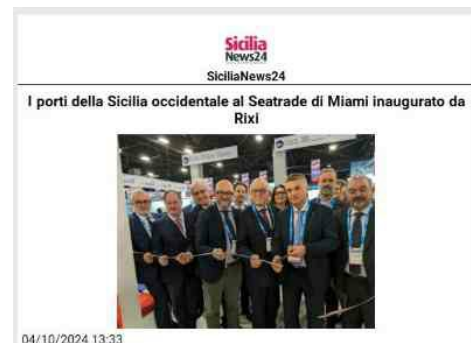 Sicilia
News24
SiciliaNews24
I porti della Sicilia occidentale al Seatrade di Miami inaugurato da
Rixi
04/10/2024 13:33